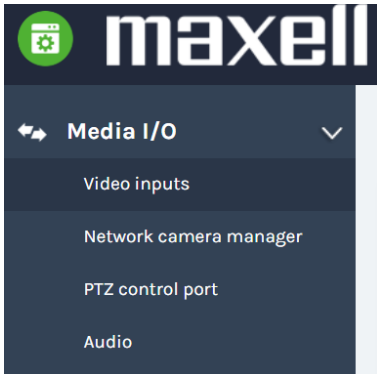 maxell
Media I/O
Video inputs
Network camera manager
PTZ control port
Audio